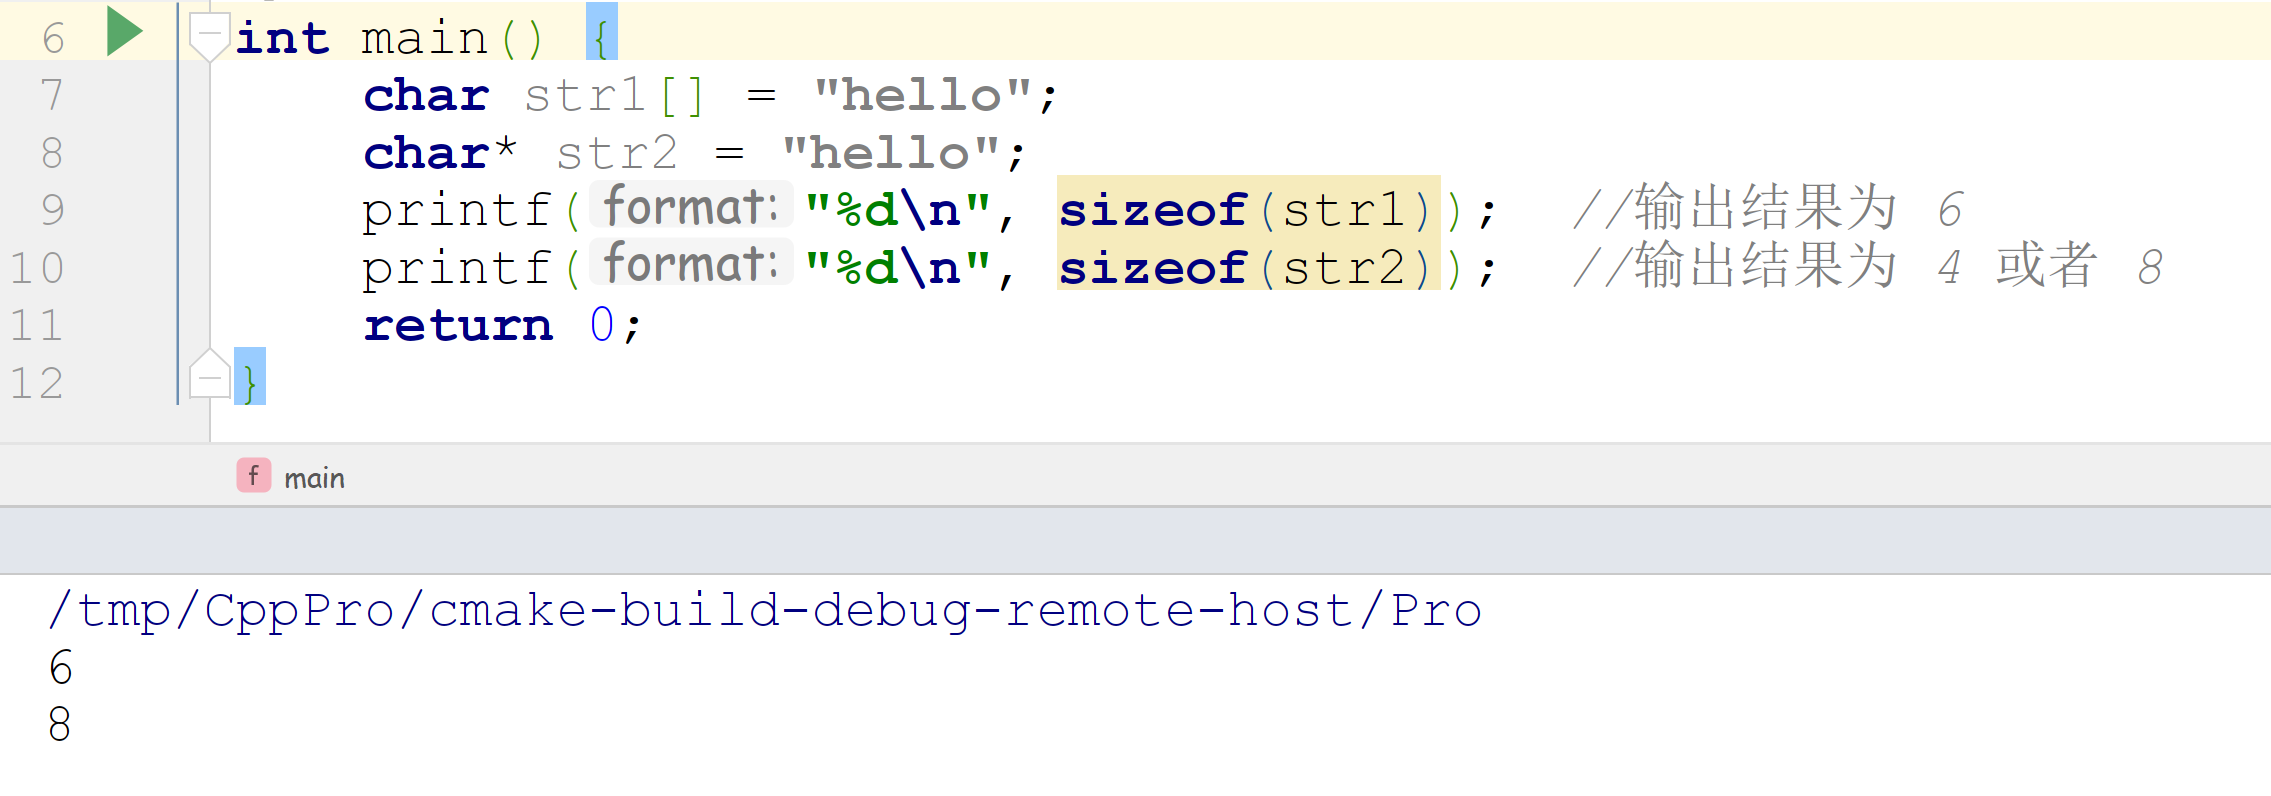 6 int main() {
7 char str1[] = "hello";
8 char* str2 = "hello";
9 printf( format: "%d\n", sizeof(str1)); //输出结果为 6
10 printf( format: "%d\n", sizeof(str2)); //输出结果为 4 或者 8
11 return 0;
12 }
f main
/tmp/CppPro/cmake-build-debug-remote-host/Pro
6
8